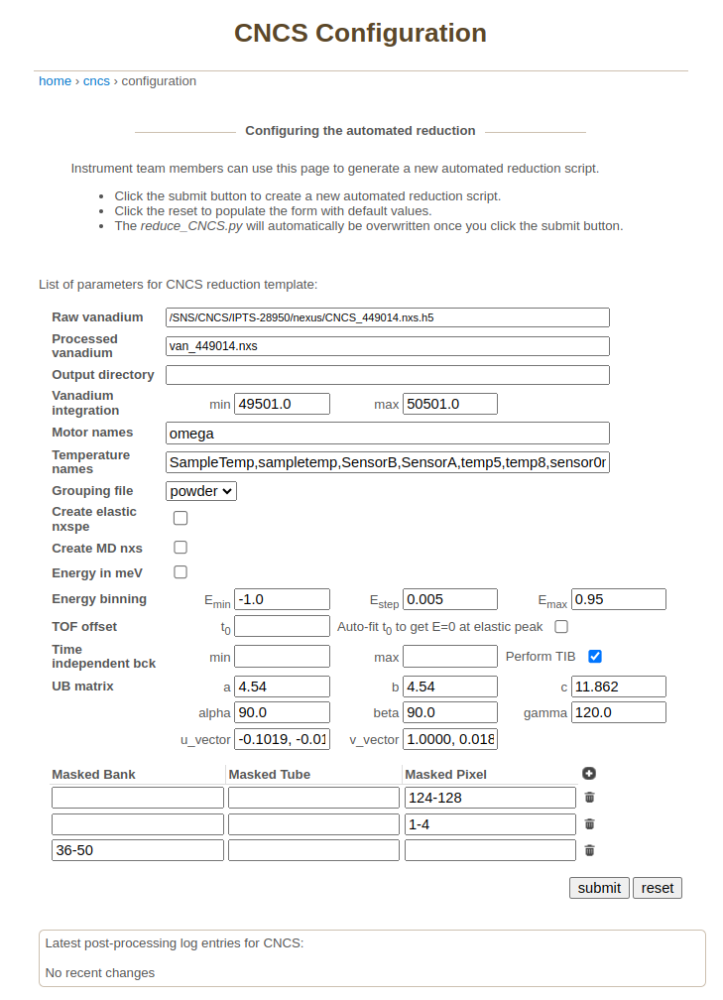 CNCS Configuration
home › cncs › configuration
Configuring the automated reduction
Instrument team members can use this page to generate a new automated reduction script.
• Click the submit button to create a new automated reduction script.
• Click the reset to populate the form with default values.
• The reduce_CNCS.py will automatically be overwritten once you click the submit button.
List of parameters for CNCS reduction template:
Raw vanadium /SNS/CNCS/IPTS-28950/nexus/CNCS_449014.nxs.h5
Processed
vanadium van_449014.nxs
Output directory
Vanadium
integration min 49501.0 max 50501.0
Motor names omega
Temperature
names SampleTemp,sampletemp,SensorB,SensorA,temp5,temp8,sensor0
Grouping file powder
Create elastic
nxspe
Create MD nxs
Energy in meV
Energy binning Emin -1.0 Estep 0.005 Emax 0.95
TOF offset t0 Auto-fit t0 to get E=0 at elastic peak
Time
independent bck min max Perform TIB
UB matrix a 4.54 b 4.54 c 11.862
alpha 90.0 beta 90.0 gamma 120.0
u_vector -0.1019, -0.01 v_vector 1.0000, 0.018
Masked Bank Masked Tube Masked Pixel
124-128
1-4
36-50
submit reset
Latest post-processing log entries for CNCS:
No recent changes